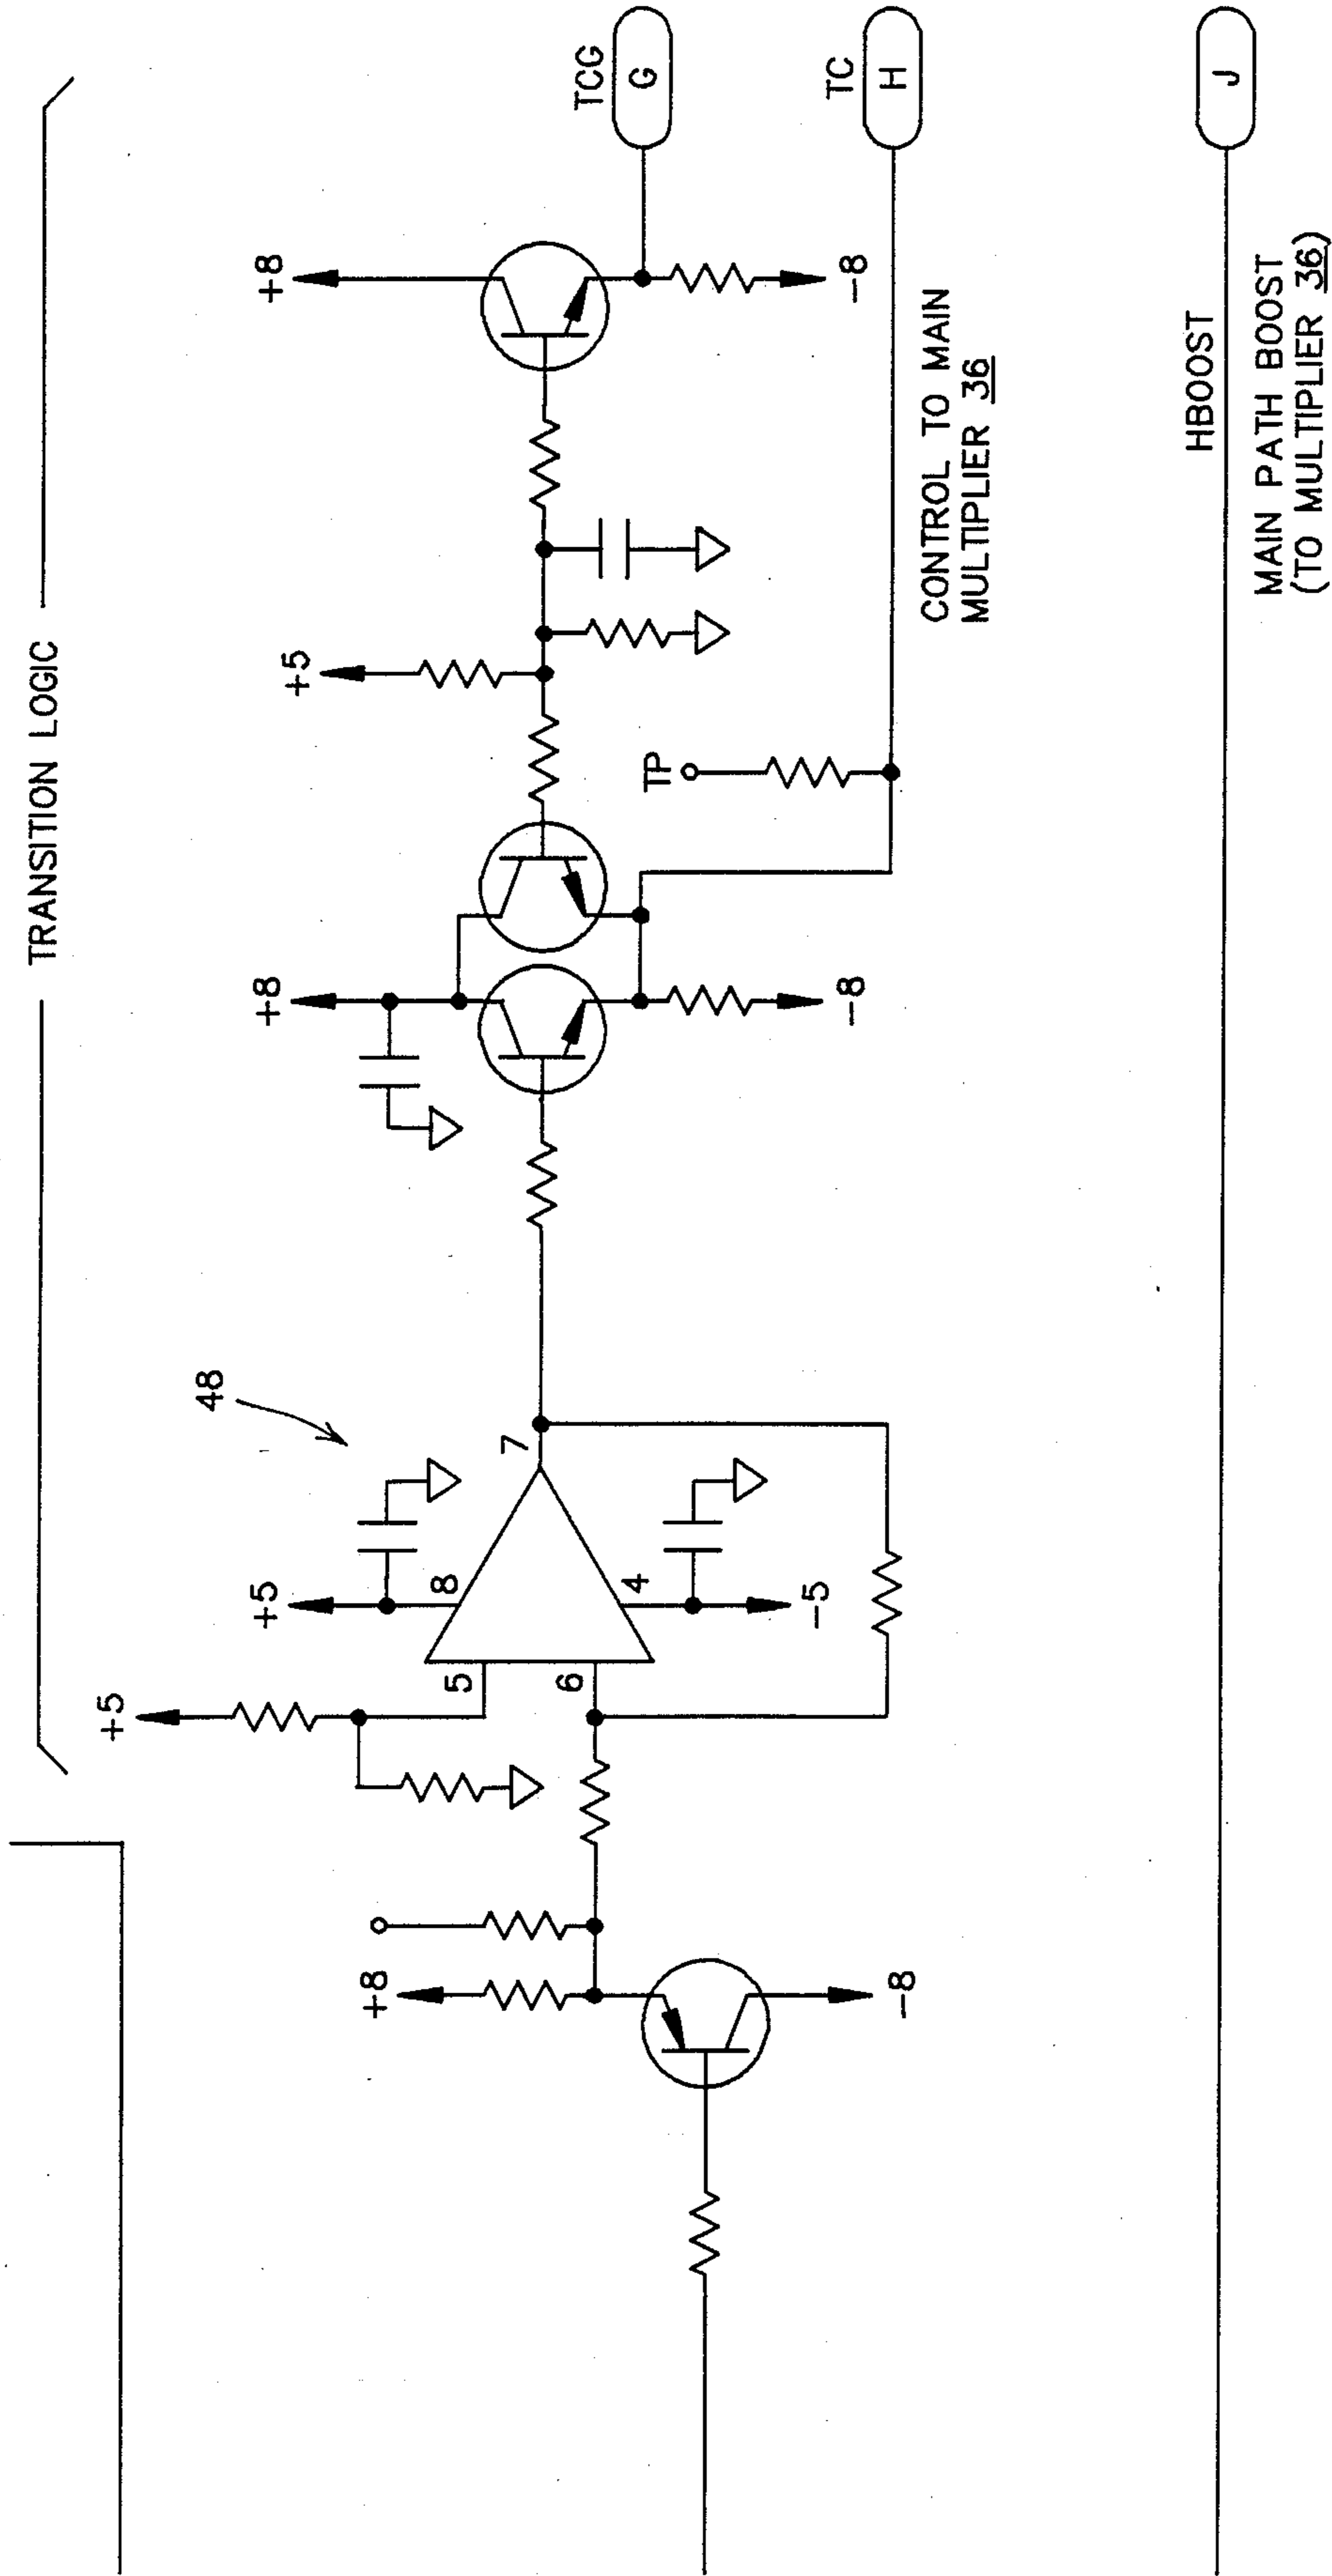 TRANSITION LOGIC
+5
+8
-8
5
6
8
4
7
+5
-5
48
+8
-8
TP
+5
+8
-8
TCG
G
TC
H
CONTROL TO MAIN
MULTIPLIER 36
HBOOST
J
MAIN PATH BOOST
(TO MULTIPLIER 36)